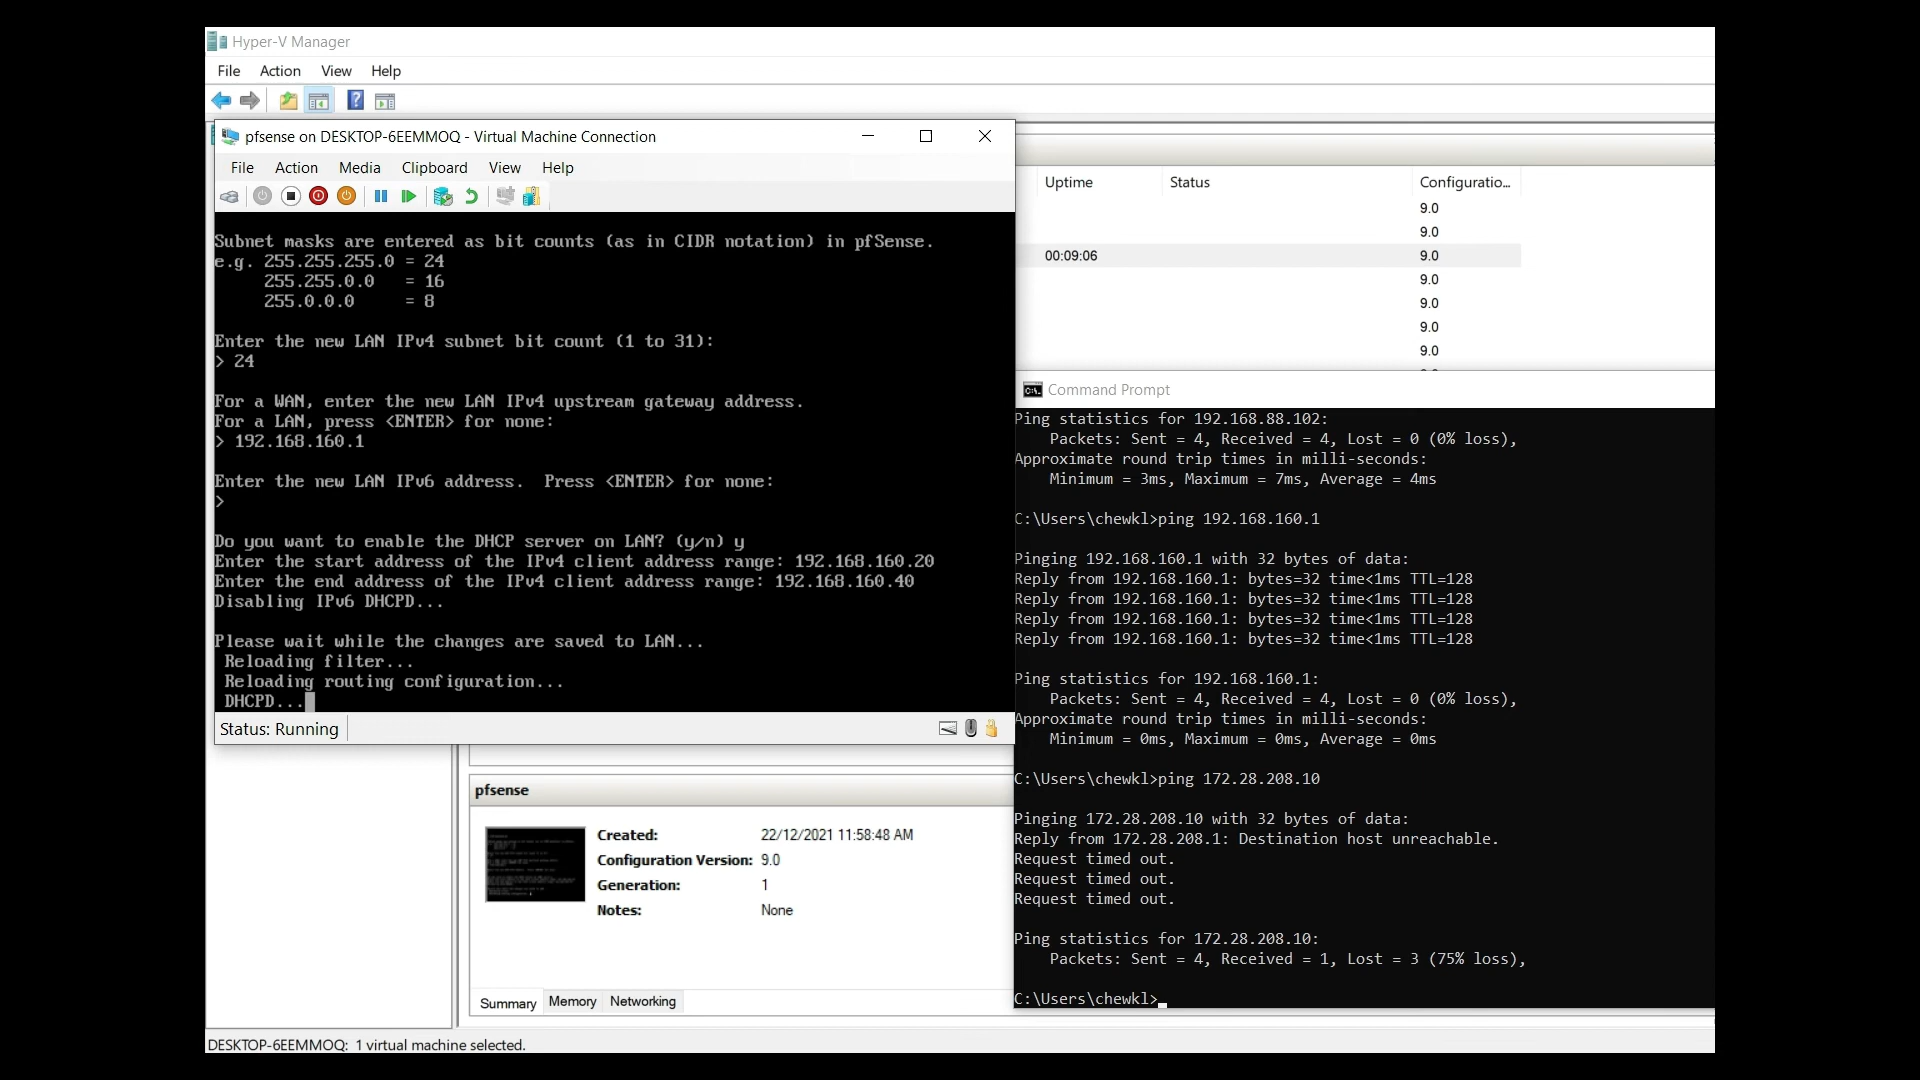 Hyper-V Manager
File Action View Help
pfsense on DESKTOP-6EEMMOQ - Virtual Machine Connection
File Action Media Clipboard View Help
Subnet masks are entered as bit counts (as in CIDR notation) in pfSense.
e.g. 255.255.255.0 = 24
255.255.0.0 = 16
255.0.0.0 = 8
Enter the new LAN IPv4 subnet bit count (1 to 31):
> 24
For a WAN, enter the new LAN IPv4 upstream gateway address.
For a LAN, press <ENTER> for none:
> 192.168.160.1
Enter the new LAN IPv6 address. Press <ENTER> for none:
>
Do you want to enable the DHCP server on LAN? (y/n) y
Enter the start address of the IPv4 client address range: 192.168.160.20
Enter the end address of the IPv4 client address range: 192.168.160.40
Disabling IPv6 DHCPD...
Please wait while the changes are saved to LAN...
Reloading filter...
Reloading routing configuration...
DHCPD...
Status: Running
Uptime Status Configuratio...
9.0
9.0
00:09:06 9.0
9.0
9.0
9.0
9.0
Command Prompt
Ping statistics for 192.168.88.102:
Packets: Sent = 4, Received = 4, Lost = 0 (0% loss),
Approximate round trip times in milli-seconds:
Minimum = 3ms, Maximum = 7ms, Average = 4ms
C:\Users\chewkl>ping 192.168.160.1
Pinging 192.168.160.1 with 32 bytes of data:
Reply from 192.168.160.1: bytes=32 time<1ms TTL=128
Reply from 192.168.160.1: bytes=32 time<1ms TTL=128
Reply from 192.168.160.1: bytes=32 time<1ms TTL=128
Reply from 192.168.160.1: bytes=32 time<1ms TTL=128
Ping statistics for 192.168.160.1:
Packets: Sent = 4, Received = 4, Lost = 0 (0% loss),
Approximate round trip times in milli-seconds:
Minimum = 0ms, Maximum = 0ms, Average = 0ms
C:\Users\chewkl>ping 172.28.208.10
Pinging 172.28.208.10 with 32 bytes of data:
Reply from 172.28.208.1: Destination host unreachable.
Request timed out.
Request timed out.
Request timed out.
Ping statistics for 172.28.208.10:
Packets: Sent = 4, Received = 1, Lost = 3 (75% loss),
C:\Users\chewkl>
pfsense
Created: 22/12/2021 11:58:48 AM
Configuration Version: 9.0
Generation: 1
Notes: None
Summary Memory Networking
DESKTOP-6EEMMOQ: 1 virtual machine selected.